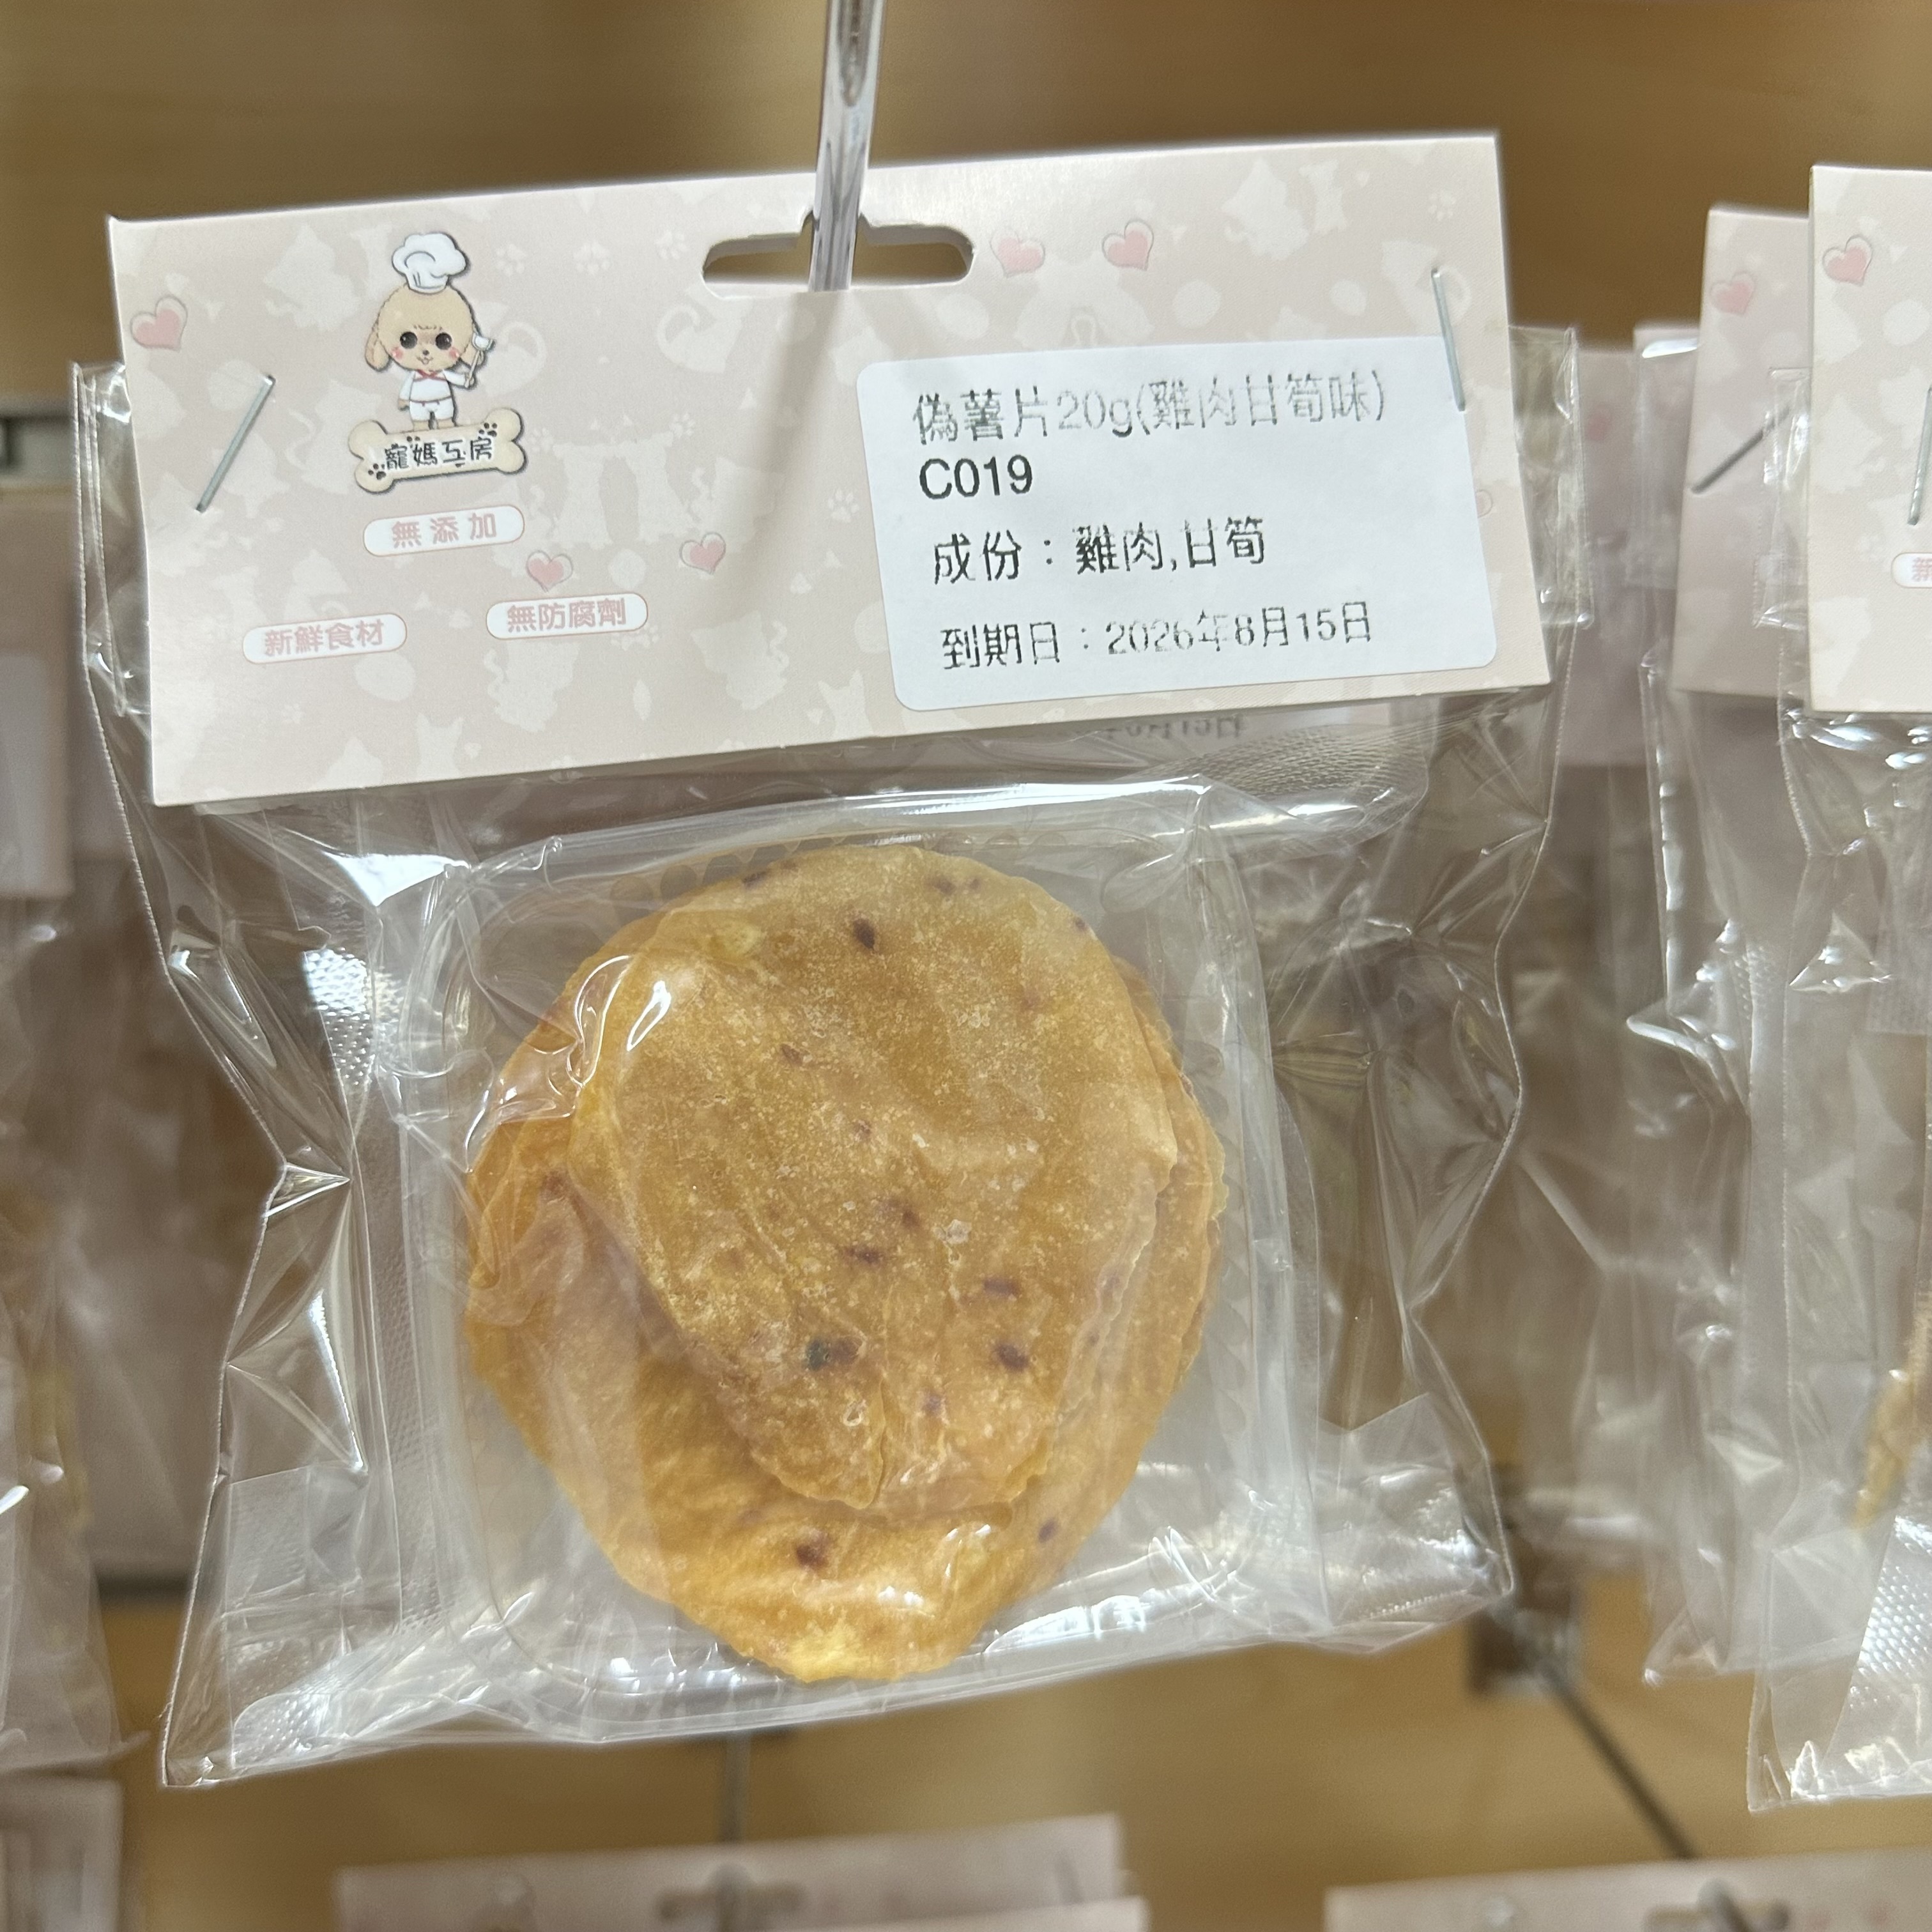 寵媽工房
無添加
新鮮食材
無防腐劑
偽薯片20g(雞肉甘筍味)
C019
成份：雞肉,甘筍
到期日：2026年8月15日
新